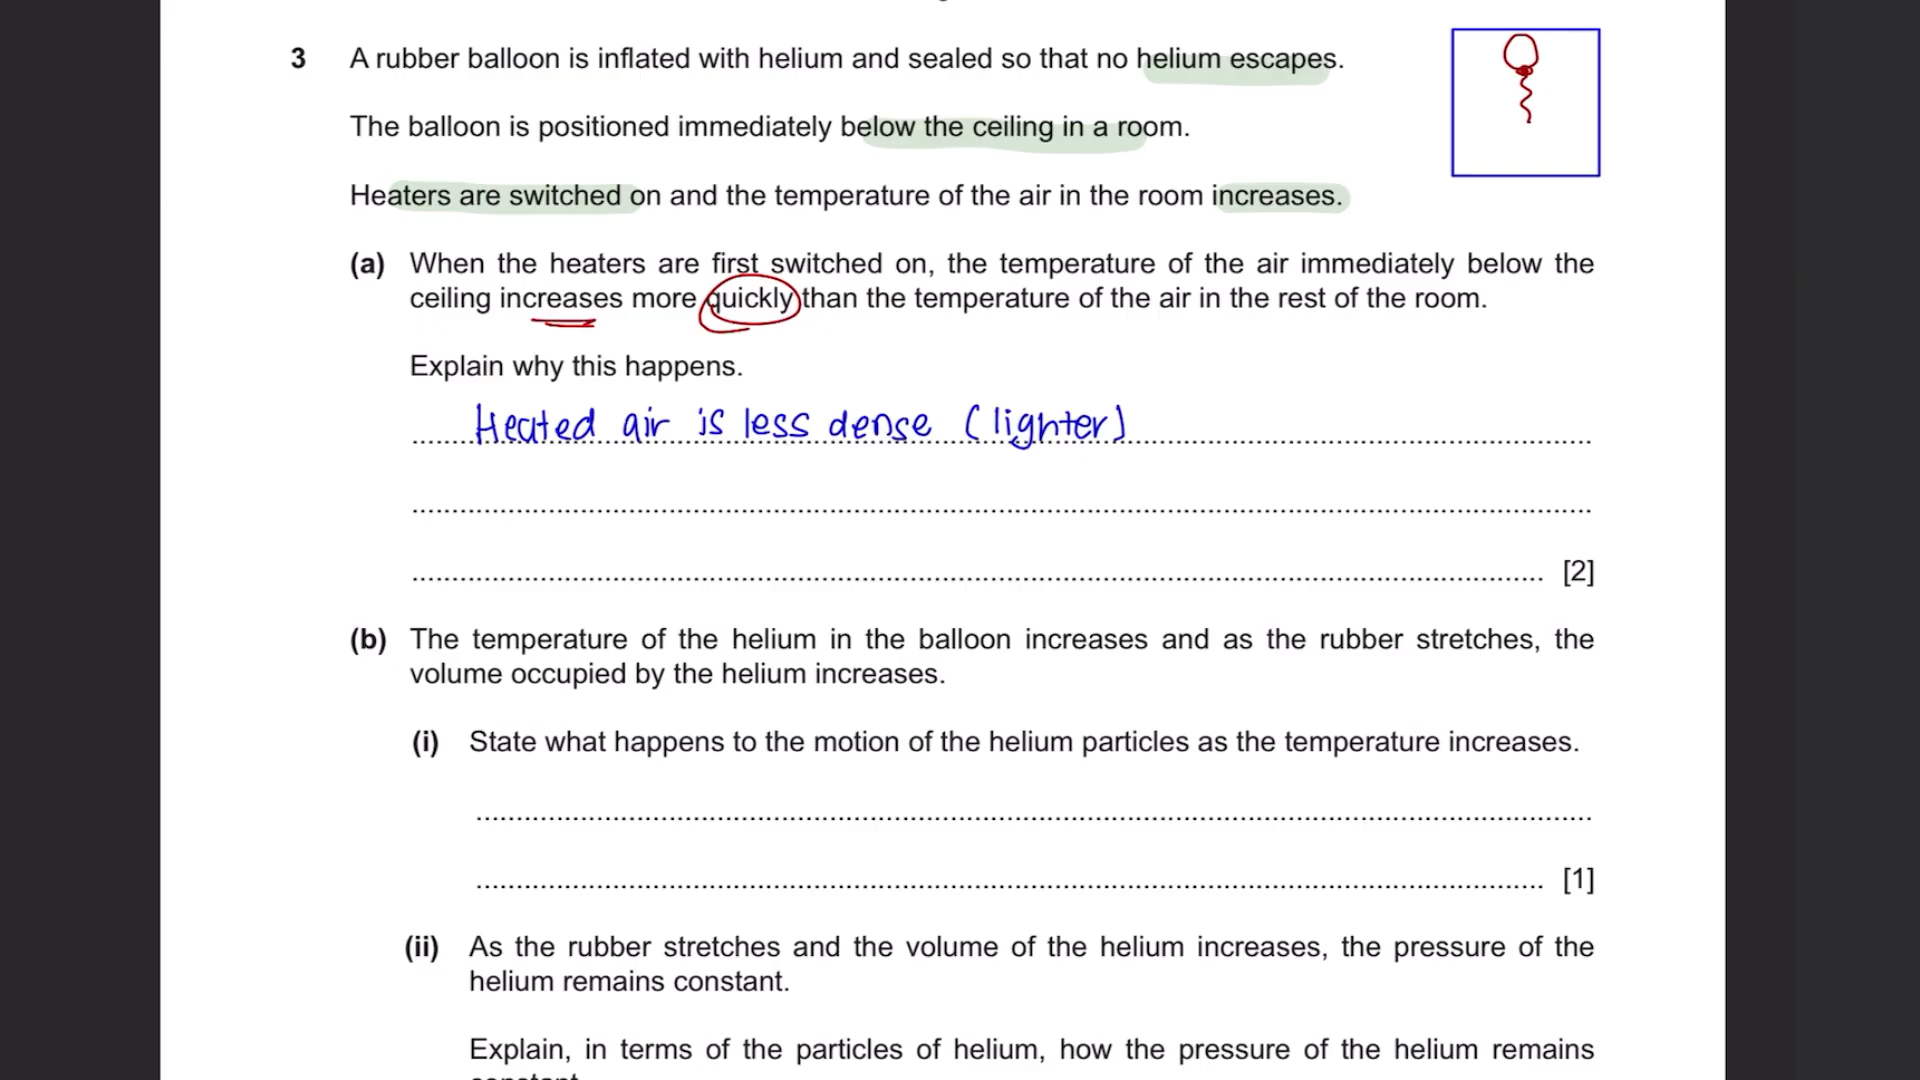 3 A rubber balloon is inflated with helium and sealed so that no helium escapes.
The balloon is positioned immediately below the ceiling in a room.
Heaters are switched on and the temperature of the air in the room increases.
(a) When the heaters are first switched on, the temperature of the air immediately below the
ceiling increases more quickly than the temperature of the air in the rest of the room.
Explain why this happens.
Heated air is less dense (lighter)
[2]
(b) The temperature of the helium in the balloon increases and as the rubber stretches, the
volume occupied by the helium increases.
(i) State what happens to the motion of the helium particles as the temperature increases.
[1]
(ii) As the rubber stretches and the volume of the helium increases, the pressure of the
helium remains constant.
Explain, in terms of the particles of helium, how the pressure of the helium remains